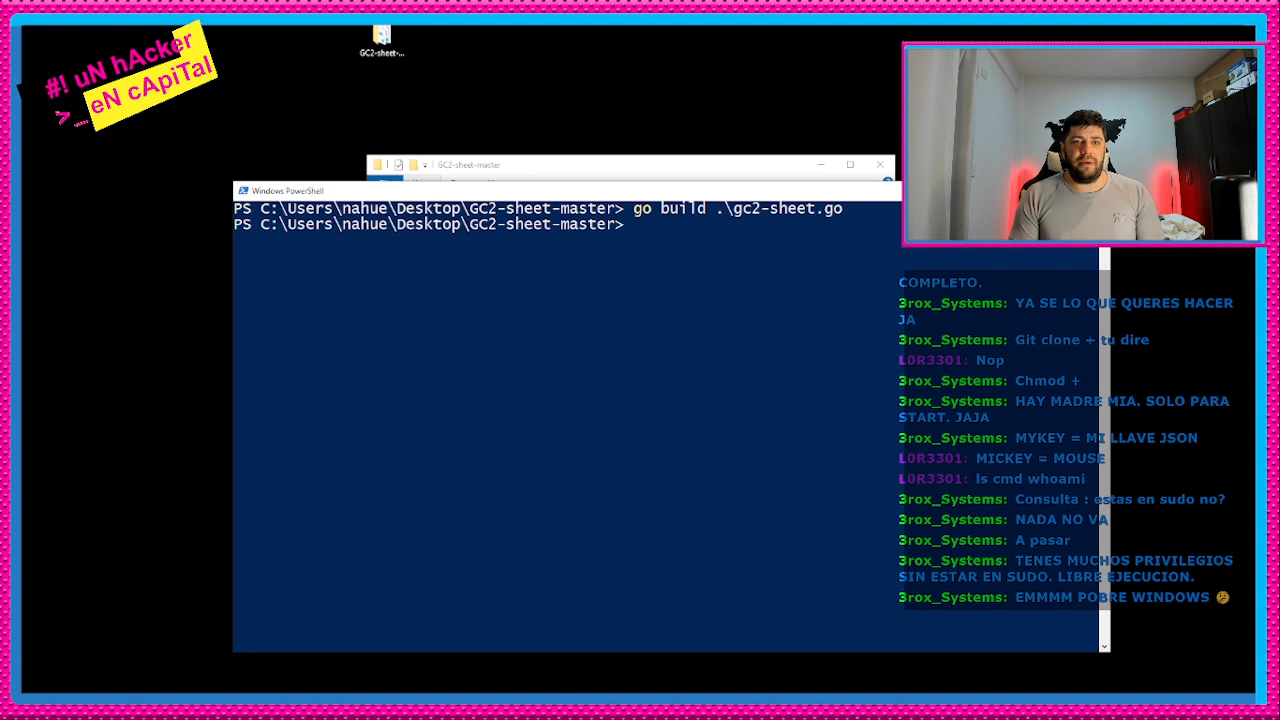 #! uN hAcker
>_ eN cApiTal
GC2-sheet-...
GC2-sheet-master
Windows PowerShell
PS C:\Users\nahue\Desktop\GC2-sheet-master> go build .\gc2-sheet.go
PS C:\Users\nahue\Desktop\GC2-sheet-master>
COMPLETO.
3rox_Systems: YA SE LO QUE QUERES HACER
JA
3rox_Systems: Git clone + tu dire
L0R3301: Nop
3rox_Systems: Chmod +
3rox_Systems: HAY MADRE MIA. SOLO PARA
START. JAJA
3rox_Systems: MYKEY = MI LLAVE JSON
L0R3301: MICKEY = MOUSE
L0R3301: ls cmd whoami
3rox_Systems: Consulta : estas en sudo no?
3rox_Systems: NADA NO VA
3rox_Systems: A pasar
3rox_Systems: TENES MUCHOS PRIVILEGIOS
SIN ESTAR EN SUDO. LIBRE EJECUCION.
3rox_Systems: EMMMM POBRE WINDOWS 🫤